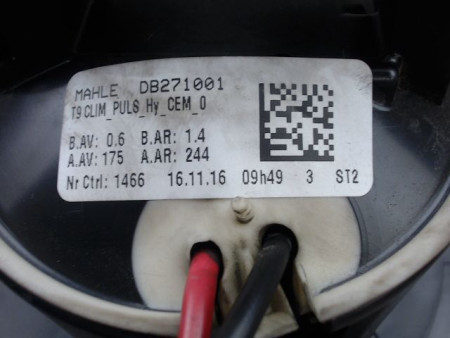 MAHLE DB271001
T9 CLIM_PULS_Hy_CEM_0
B.AV: 0.6 B.AR: 1.4
A.AV: 175 A.AR: 244
Nr Ctrl: 1466 16.11.16 09h49 3 ST2